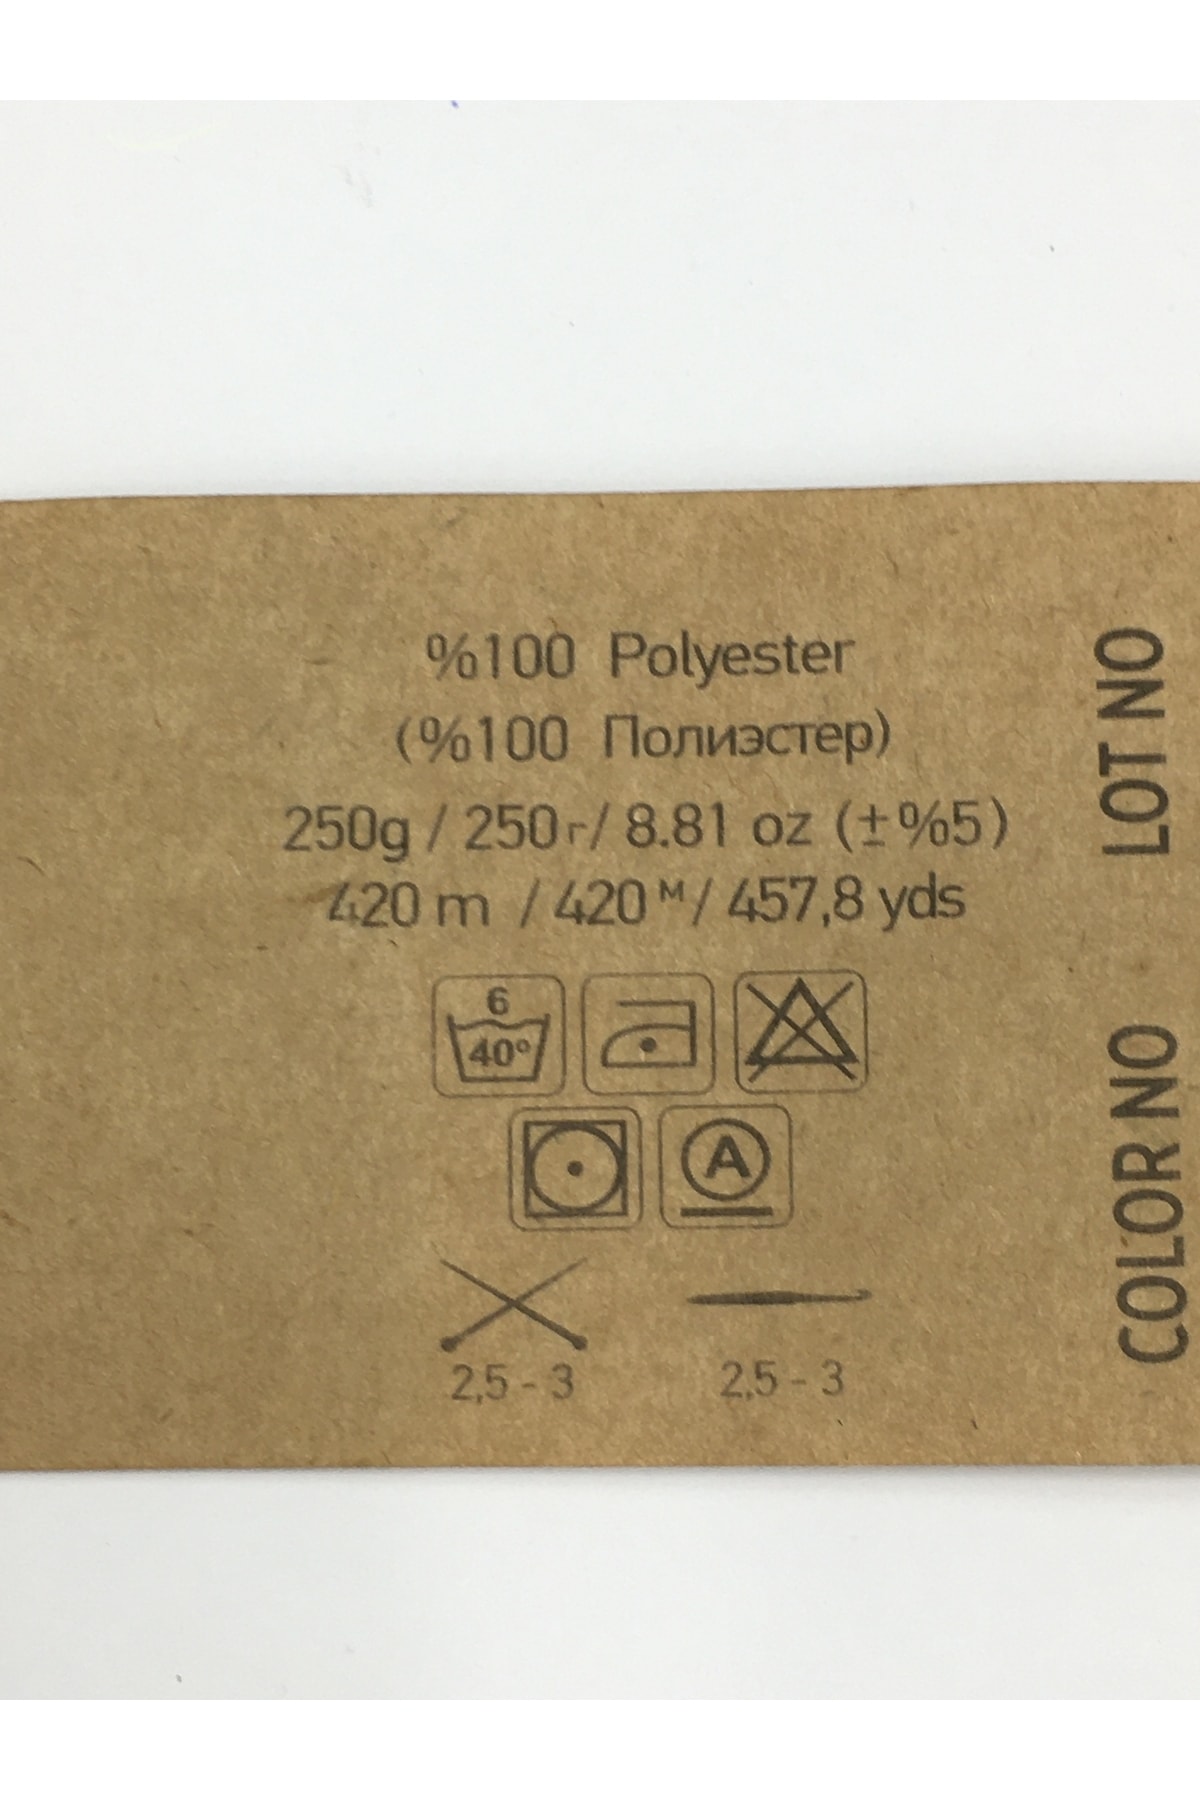 %100 Polyester
(%100 Полиэстер)
250g / 250г/ 8.81 oz (±%5)
420 m / 420 м/ 457,8 yds
6
40°
A
2,5 - 3
2,5 - 3
LOT NO
COLOR NO